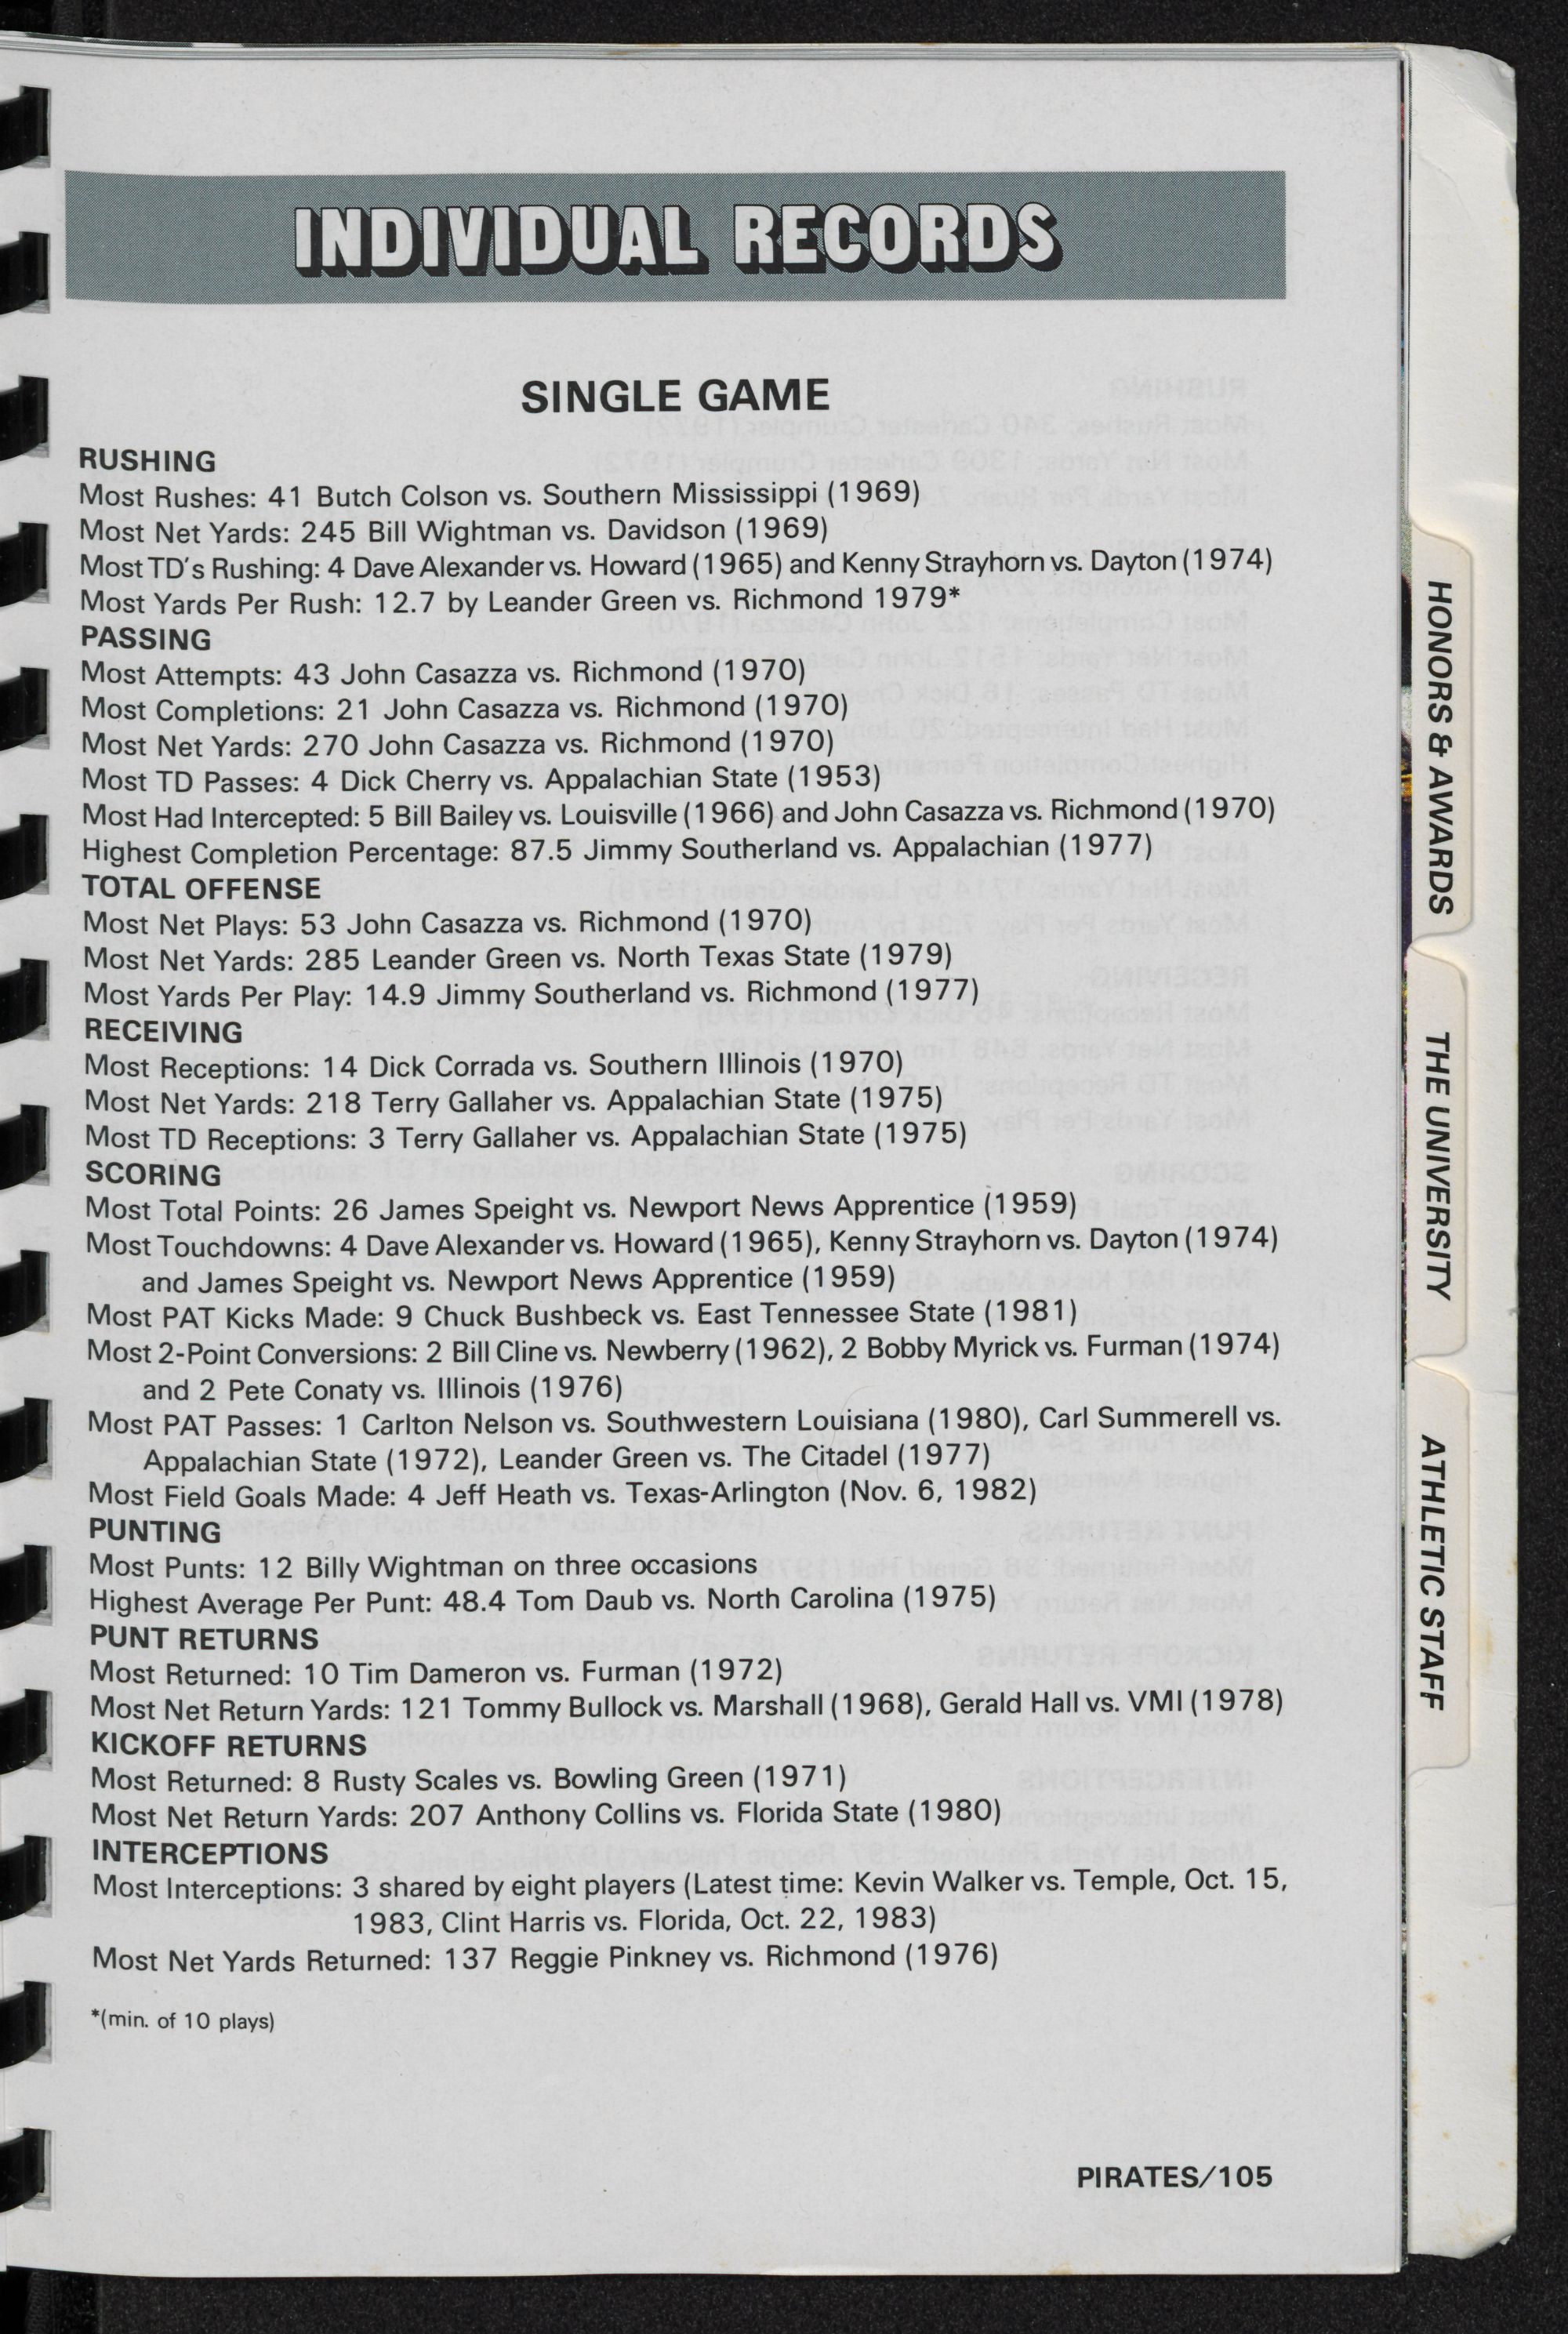 INDIVIDUAL RECORDS
SINGLE GAME
RUSHING
Most Rushes: 41 Butch Colson vs. Southern Mississippi (1969)
Most Net Yards: 245 Bill Wightman vs. Davidson (1969)
Most TD's Rushing: 4 Dave Alexander vs. Howard (1965) and Kenny Strayhorn vs. Dayton (1974)
Most Yards Per Rush: 12.7 by Leander Green vs. Richmond 1979*
PASSING
Most Attempts: 43 John Casazza vs. Richmond (1970)
Most Completions: 21 John Casazza vs. Richmond (1970)
Most Net Yards: 270 John Casazza vs. Richmond (1970)
Most TD Passes: 4 Dick Cherry vs. Appalachian State (1953)
Most Had Intercepted: 5 Bill Bailey vs. Louisville (1966) and John Casazza vs. Richmond (1970)
Highest Completion Percentage: 87.5 Jimmy Southerland vs. Appalachian (1977)
TOTAL OFFENSE
Most Net Plays: 53 John Casazza vs. Richmond (1970)
Most Net Yards: 285 Leander Green vs. North Texas State (1979)
Most Yards Per Play: 14.9 Jimmy Southerland vs. Richmond (1977)
RECEIVING
Most Receptions: 14 Dick Corrada vs. Southern Illinois (1970)
Most Net Yards: 218 Terry Gallaher vs. Appalachian State (1975)
Most TD Receptions: 3 Terry Gallaher vs. Appalachian State (1975)
SCORING
Most Total Points: 26 James Speight vs. Newport News Apprentice (1959)
Most Touchdowns: 4 Dave Alexander vs. Howard (1965), Kenny Strayhorn vs. Dayton (1974)
and James Speight vs. Newport News Apprentice (1959)
Most PAT Kicks Made: 9 Chuck Bushbeck vs. East Tennessee State (1981)
Most 2-Point Conversions: 2 Bill Cline vs. Newberry (1962), 2 Bobby Myrick vs. Furman (1974)
and 2 Pete Conaty vs. Illinois (1976)
Most PAT Passes: 1 Carlton Nelson vs. Southwestern Louisiana (1980), Carl Summerell vs.
Appalachian State (1972), Leander Green vs. The Citadel (1977)
Most Field Goals Made: 4 Jeff Heath vs. Texas-Arlington (Nov. 6, 1982)
PUNTING
Most Punts: 12 Billy Wightman on three occasions
Highest Average Per Punt: 48.4 Tom Daub vs. North Carolina (1975)
PUNT RETURNS
Most Returned: 10 Tim Dameron vs. Furman (1972)
Most Net Return Yards: 121 Tommy Bullock vs. Marshall (1968), Gerald Hall vs. VMI (1978)
KICKOFF RETURNS
Most Returned: 8 Rusty Scales vs. Bowling Green (1971)
Most Net Return Yards: 207 Anthony Collins vs. Florida State (1980)
INTERCEPTIONS
Most Interceptions: 3 shared by eight players (Latest time: Kevin Walker vs. Temple, Oct. 15,
1983, Clint Harris vs. Florida, Oct. 22, 1983)
Most Net Yards Returned: 137 Reggie Pinkney vs. Richmond (1976)
*(min. of 10 plays)
PIRATES/105
HONORS & AWARDS
THE UNIVERSITY
ATHLETIC STAFF